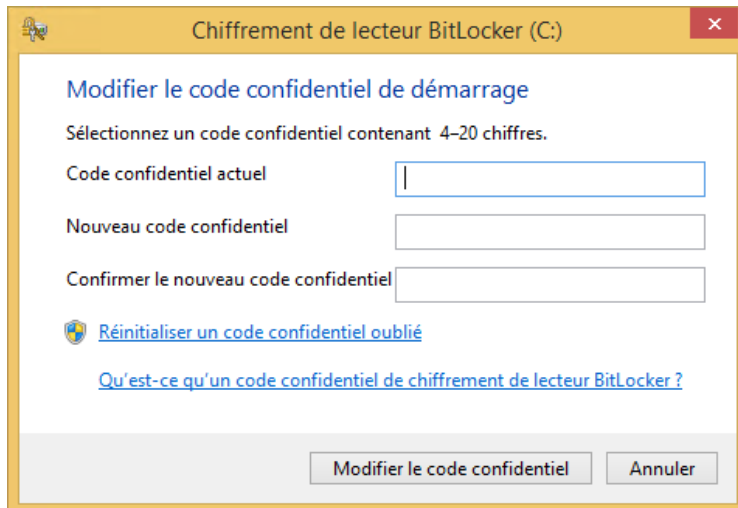 Chiffrement de lecteur BitLocker (C:)
Modifier le code confidentiel de démarrage
Sélectionnez un code confidentiel contenant 4–20 chiffres.
Code confidentiel actuel
Nouveau code confidentiel
Confirmer le nouveau code confidentiel
Réinitialiser un code confidentiel oublié
Qu'est-ce qu'un code confidentiel de chiffrement de lecteur BitLocker ?
Modifier le code confidentiel
Annuler